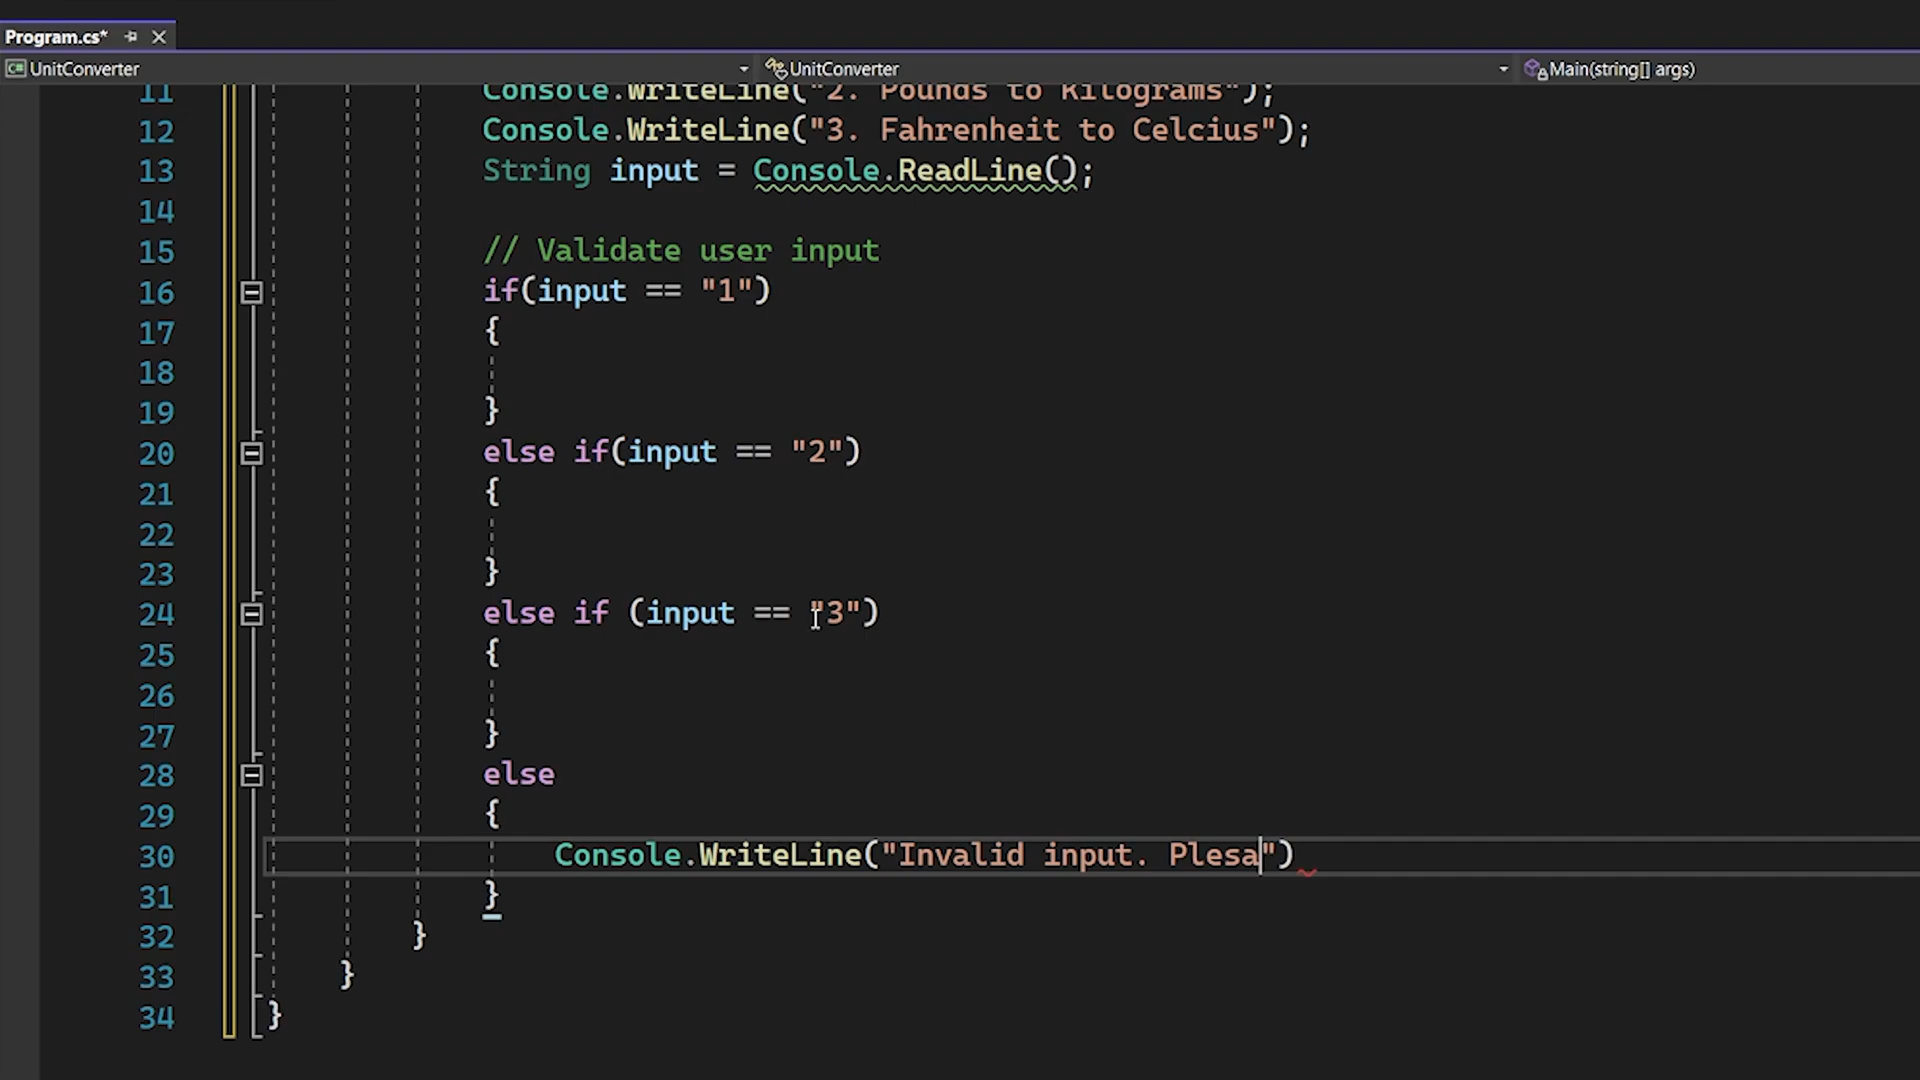 Program.cs*
UnitConverter UnitConverter Main(string[] args)
11 Console.WriteLine("2. Pounds to Kilograms");
12 Console.WriteLine("3. Fahrenheit to Celcius");
13 String input = Console.ReadLine();
14
15 // Validate user input
16 if(input == "1")
17 {
18
19 }
20 else if(input == "2")
21 {
22
23 }
24 else if (input == "3")
25 {
26
27 }
28 else
29 {
30 Console.WriteLine("Invalid input. Plesa")
31 }
32 }
33 }
34 }